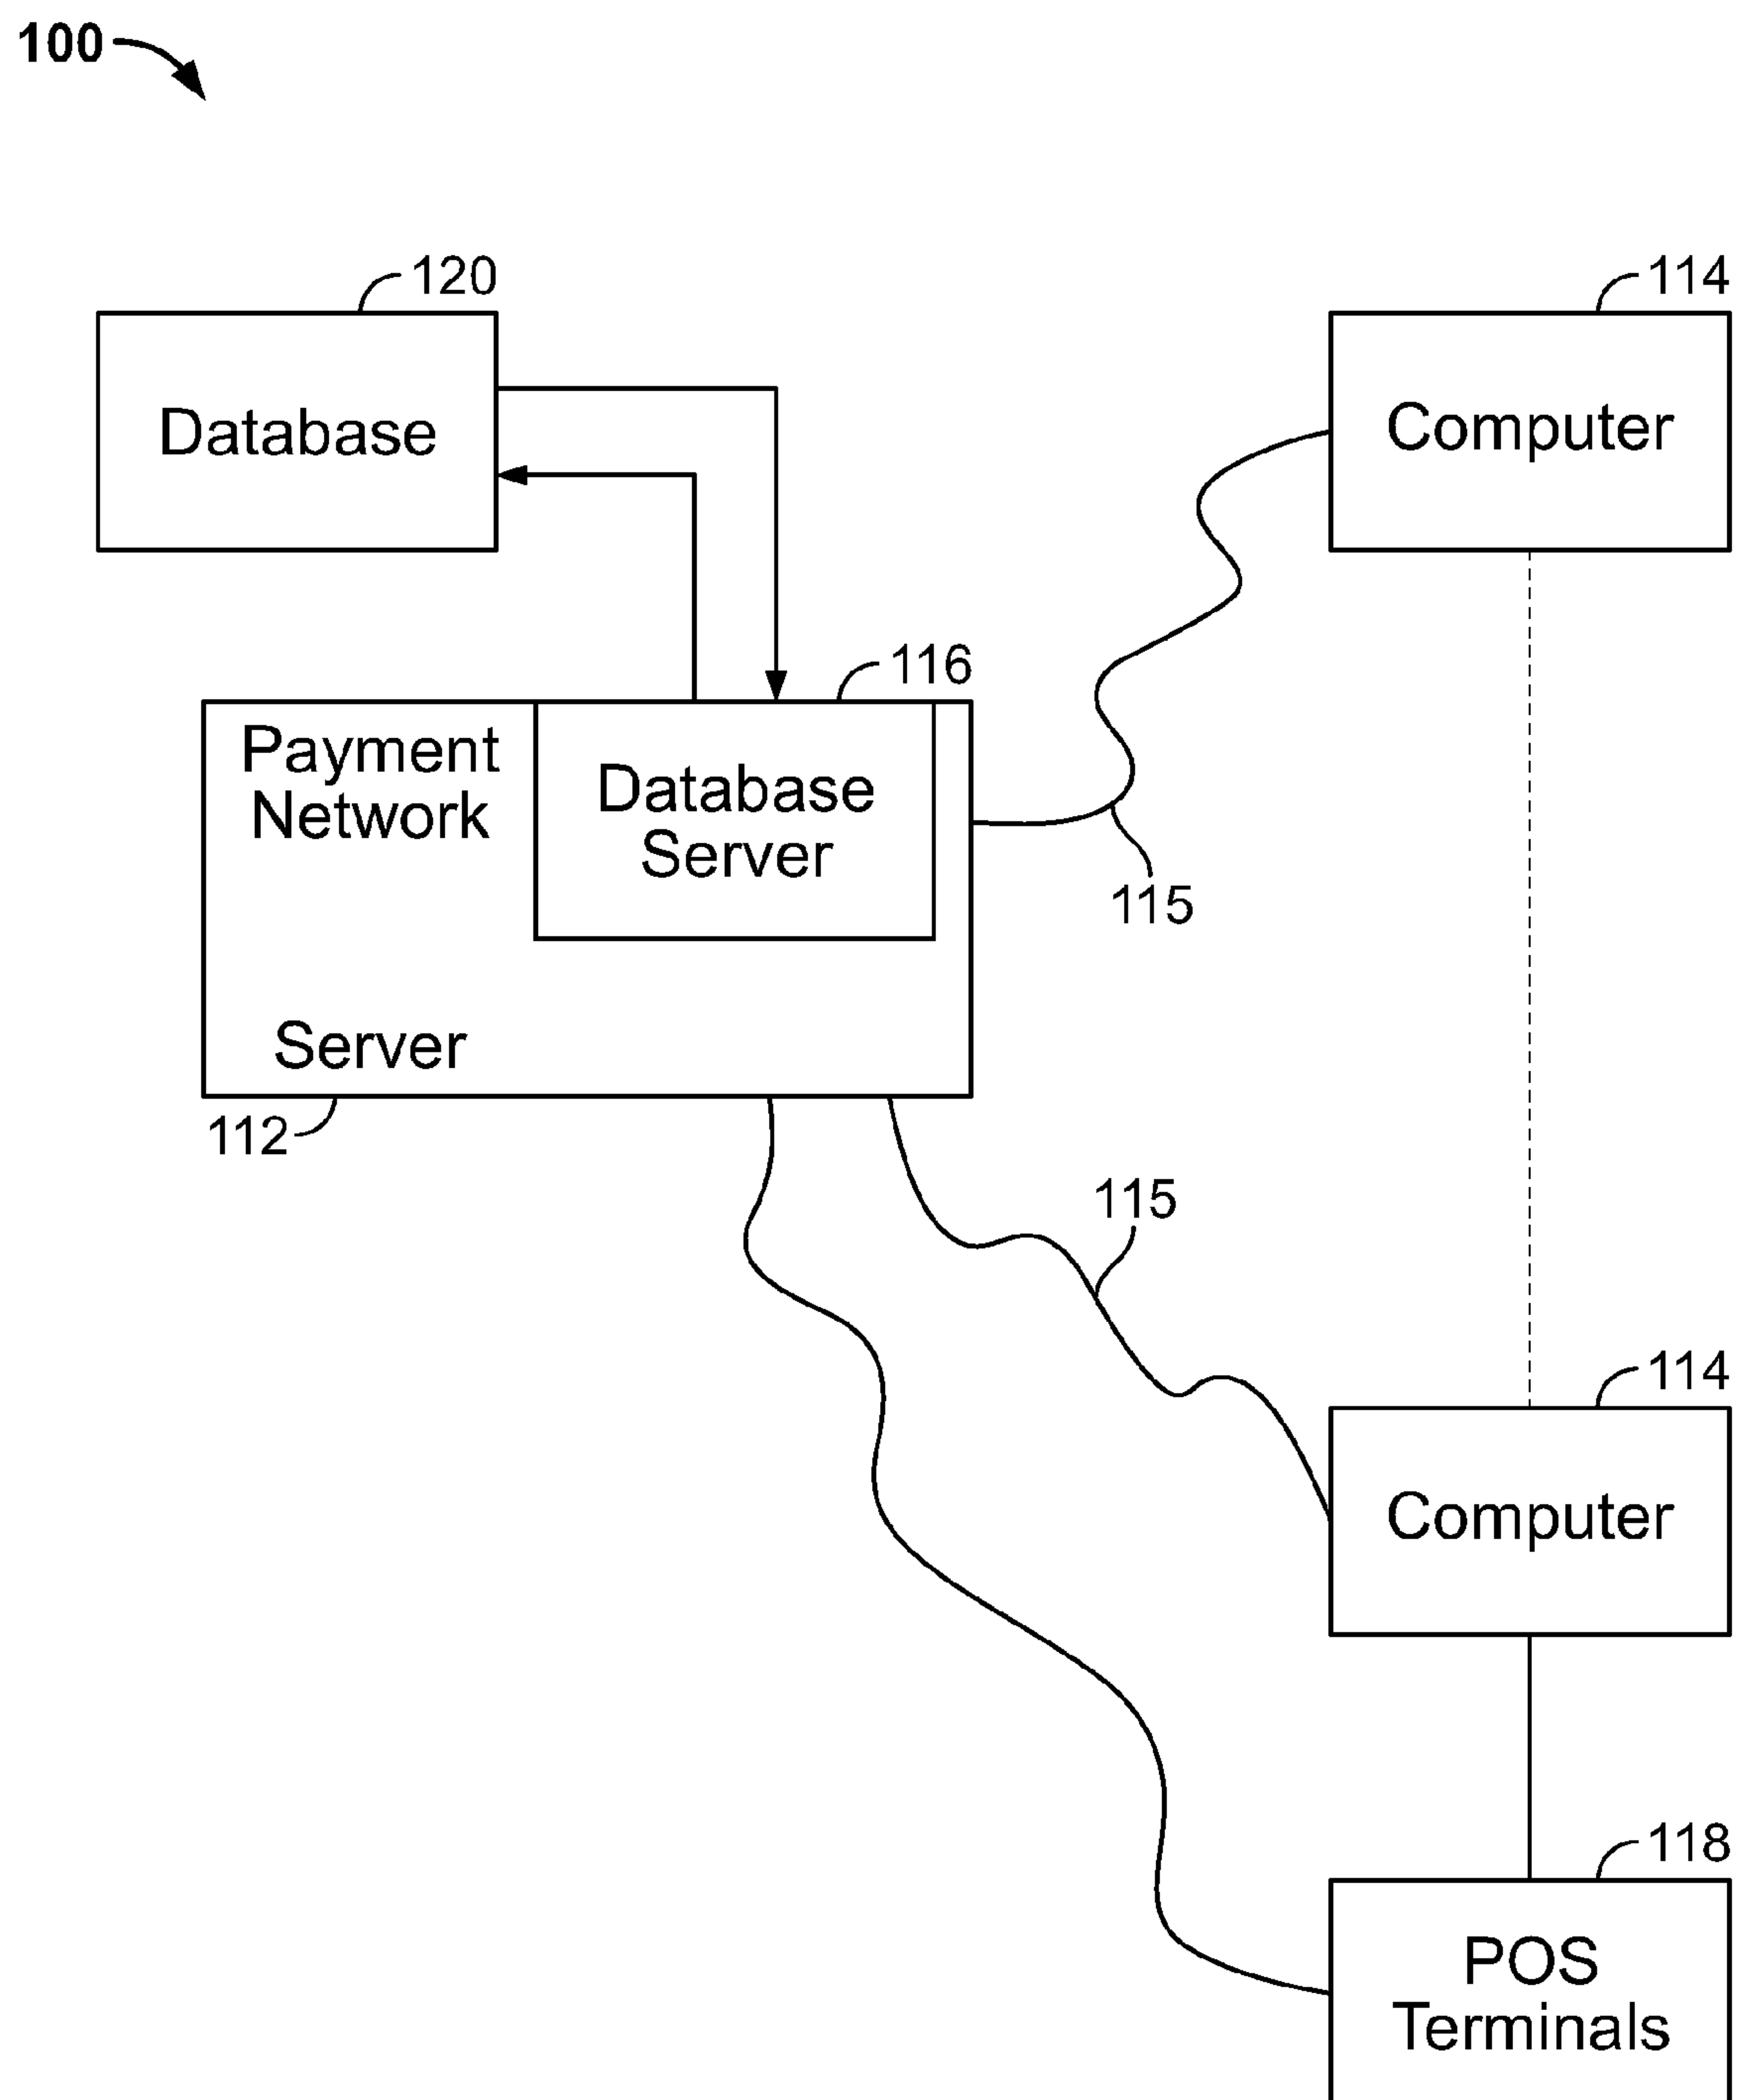 100
120
Database
114
Computer
116
Payment
Network
Database
Server
115
Server
112
115
114
Computer
118
POS
Terminals